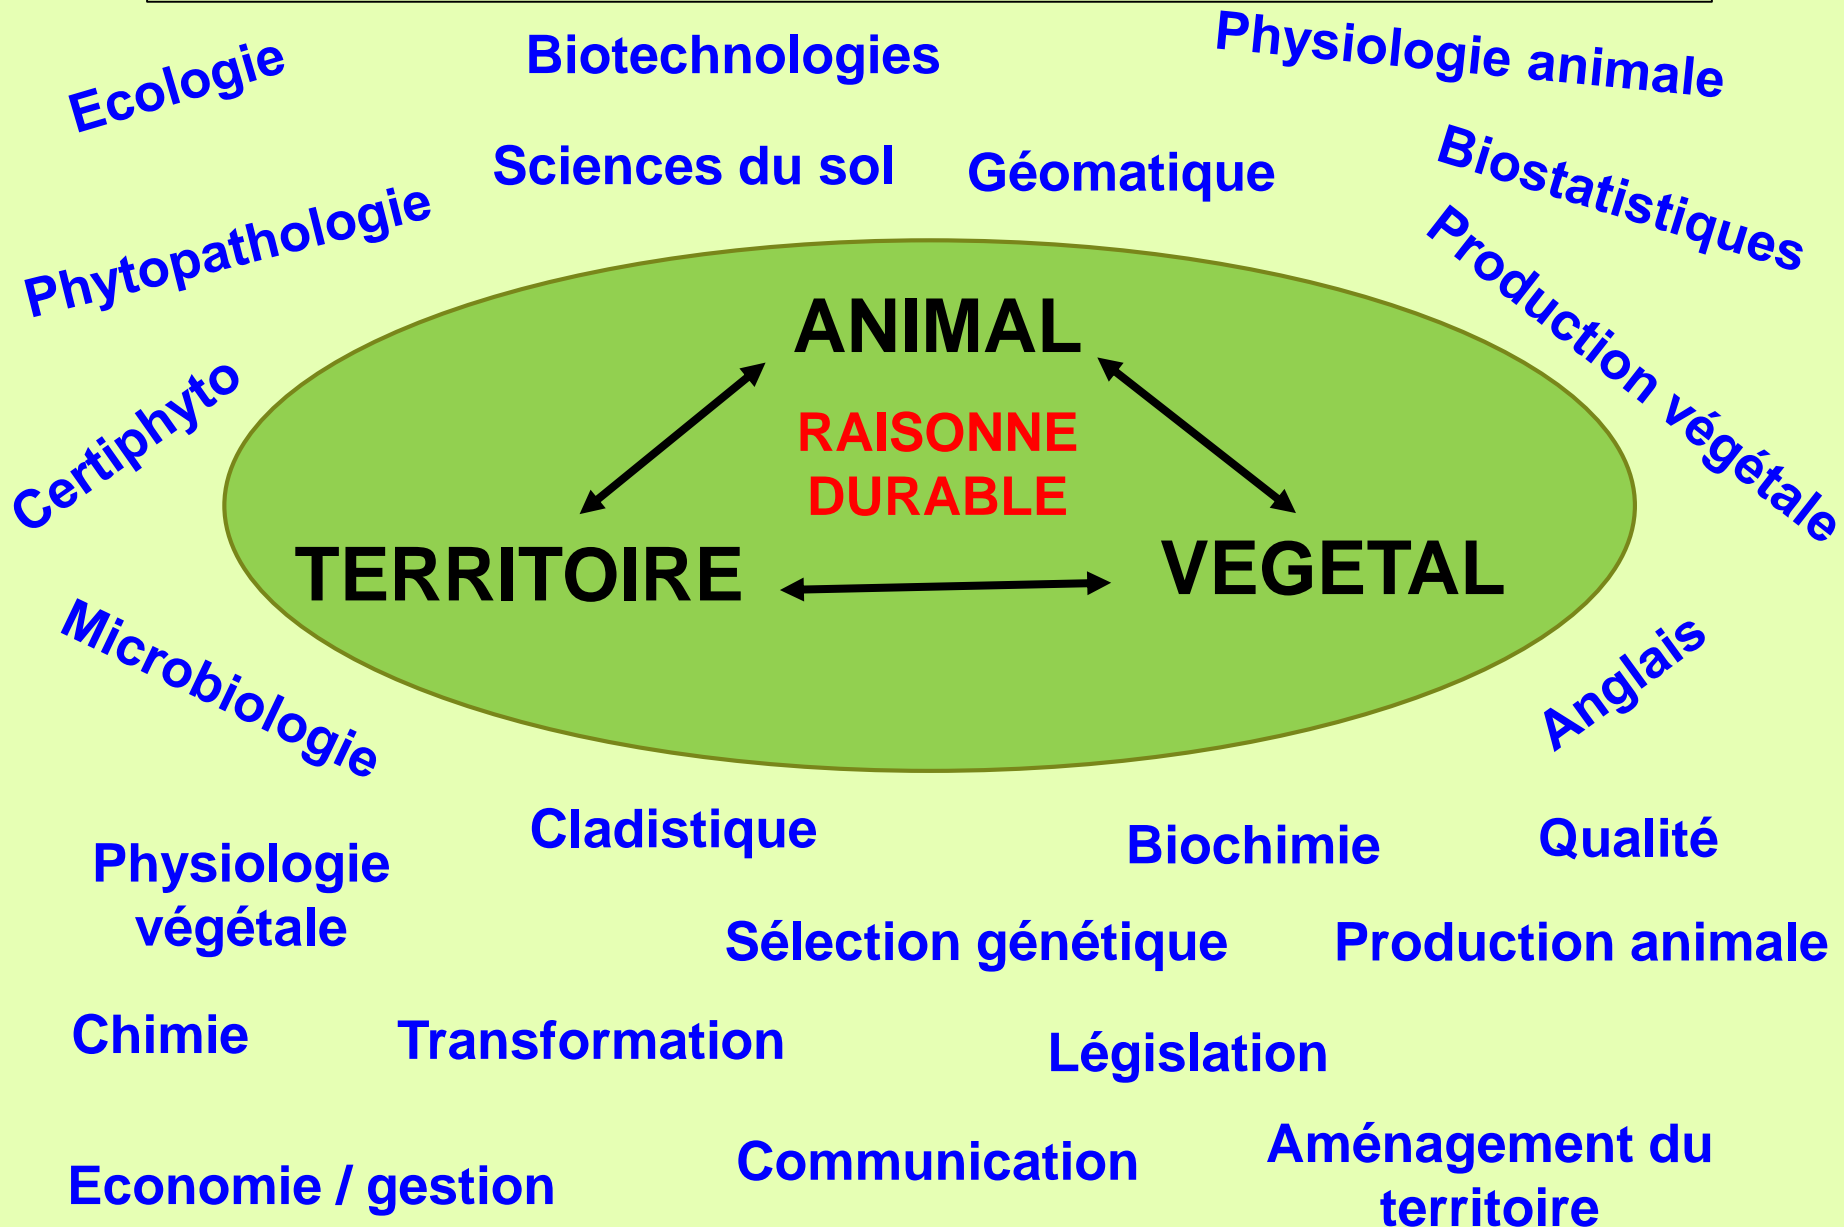 Physiologie animale
Biotechnologies
Ecologie
Sciences du sol
Géomatique
Biostatistiques
Phytopathologie
Production végétale
ANIMAL
RAISONNE
DURABLE
Certiphyto
TERRITOIRE
VEGETAL
Microbiologie
Anglais
Cladistique
Biochimie
Qualité
Physiologie
végétale
Sélection génétique
Production animale
Chimie
Transformation
Législation
Economie / gestion
Communication
Aménagement du
territoire